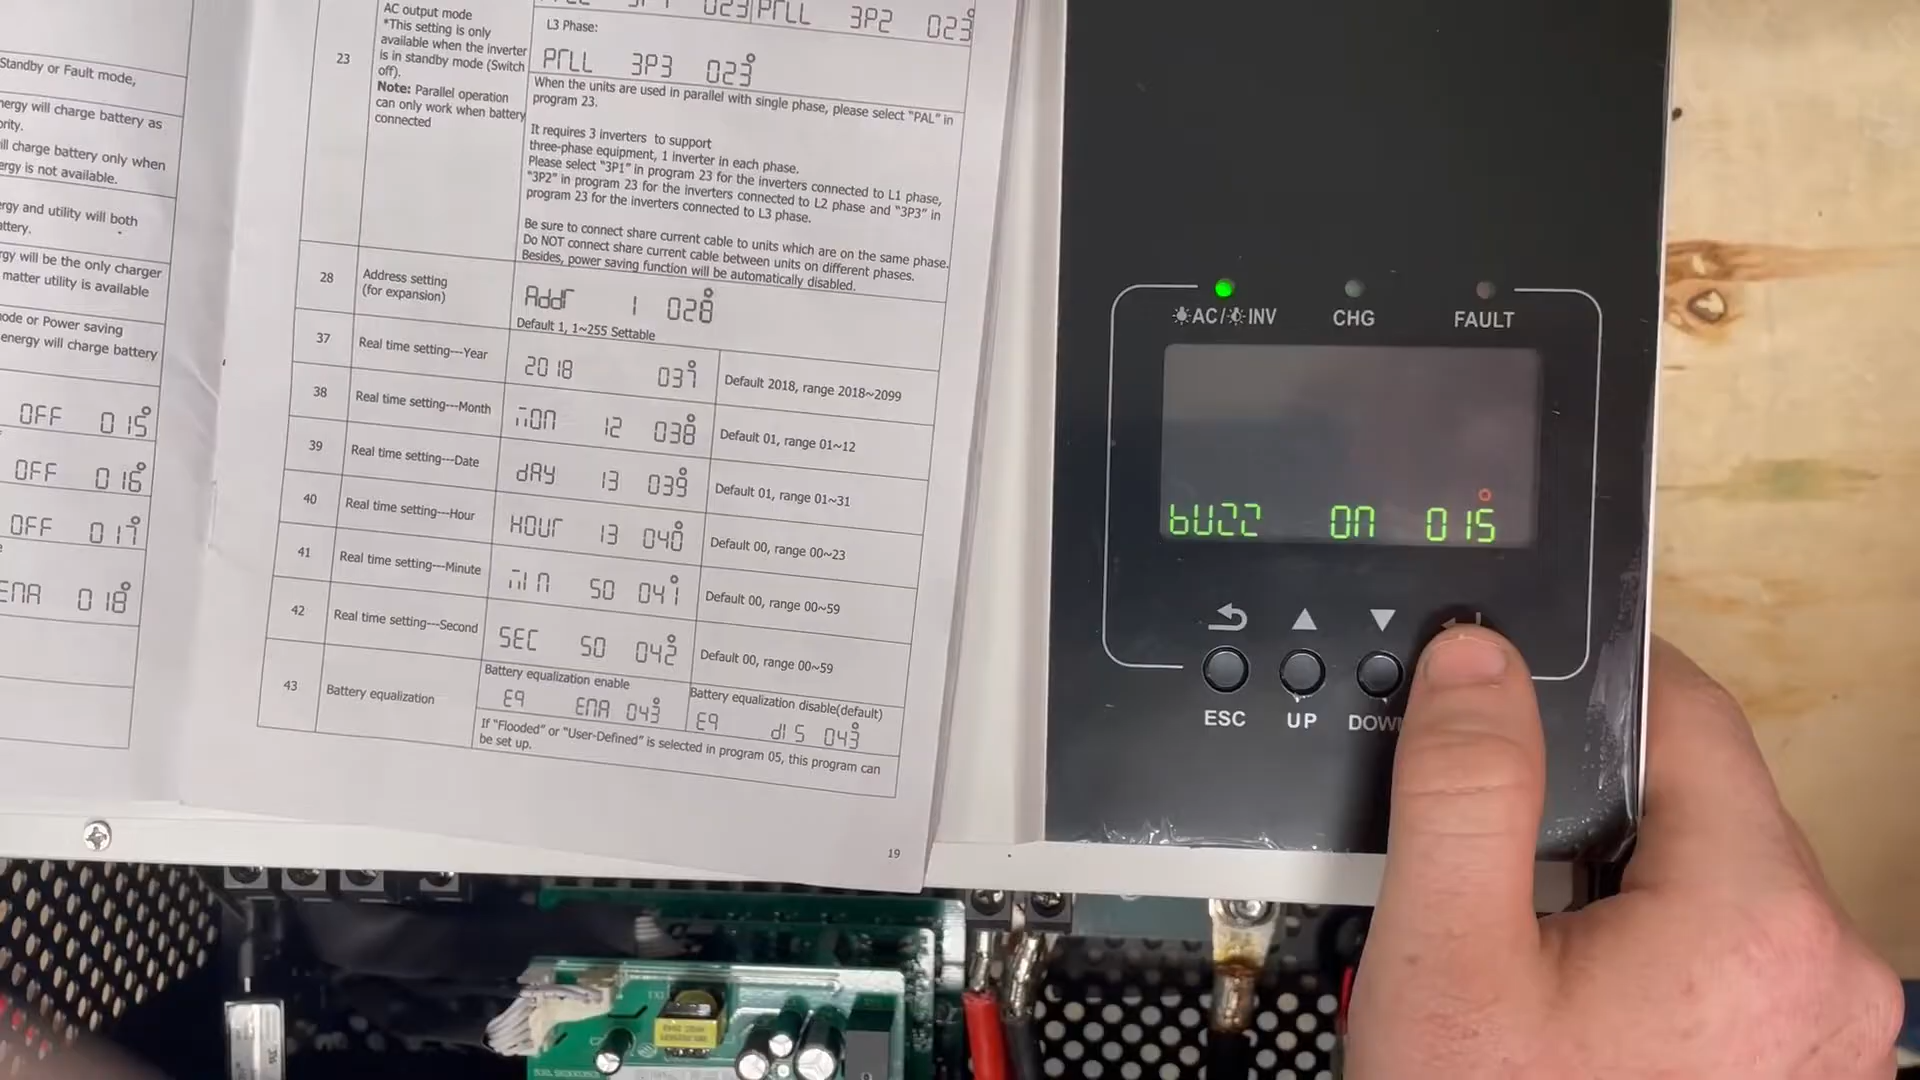 Standby or Fault mode,
nergy will charge battery as
ority.
ill charge battery only when
ergy is not available.
ergy and utility will both
attery.
gy will be the only charger
matter utility is available
mode or Power saving
energy will charge battery
OFF 015
OFF 016
OFF 017
ENA 018
23
AC output mode
*This setting is only
available when the inverter
is in standby mode (Switch
off).
Note: Parallel operation
can only work when battery
connected
3P1 023
PrLL 3P2 023
L3 Phase:
PrLL 3P3 023
When the units are used in parallel with single phase, please select "PAL" in
program 23.
It requires 3 inverters to support
three-phase equipment, 1 inverter in each phase.
Please select "3P1" in program 23 for the inverters connected to L1 phase,
"3P2" in program 23 for the inverters connected to L2 phase and "3P3" in
program 23 for the inverters connected to L3 phase.
Be sure to connect share current cable to units which are on the same phase.
Do NOT connect share current cable between units on different phases.
Besides, power saving function will be automatically disabled.
28
Address setting
(for expansion)
Addr 1 028
Default 1, 1~255 Settable
37
Real time setting---Year
2018 037
Default 2018, range 2018~2099
38
Real time setting---Month
MON 12 038
Default 01, range 01~12
39
Real time setting---Date
dAY 13 039
Default 01, range 01~31
40
Real time setting---Hour
HOUr 13 040
Default 00, range 00~23
41
Real time setting---Minute
MIN 50 041
Default 00, range 00~59
42
Real time setting---Second
SEC 50 042
Default 00, range 00~59
43
Battery equalization
Battery equalization enable
E9 ENA 043
Battery equalization disable(default)
E9 dIS 043
If "Flooded" or "User-Defined" is selected in program 05, this program can
be set up.
19
AC/INV
CHG
FAULT
bUZZ ON 015
ESC
UP
DOWN